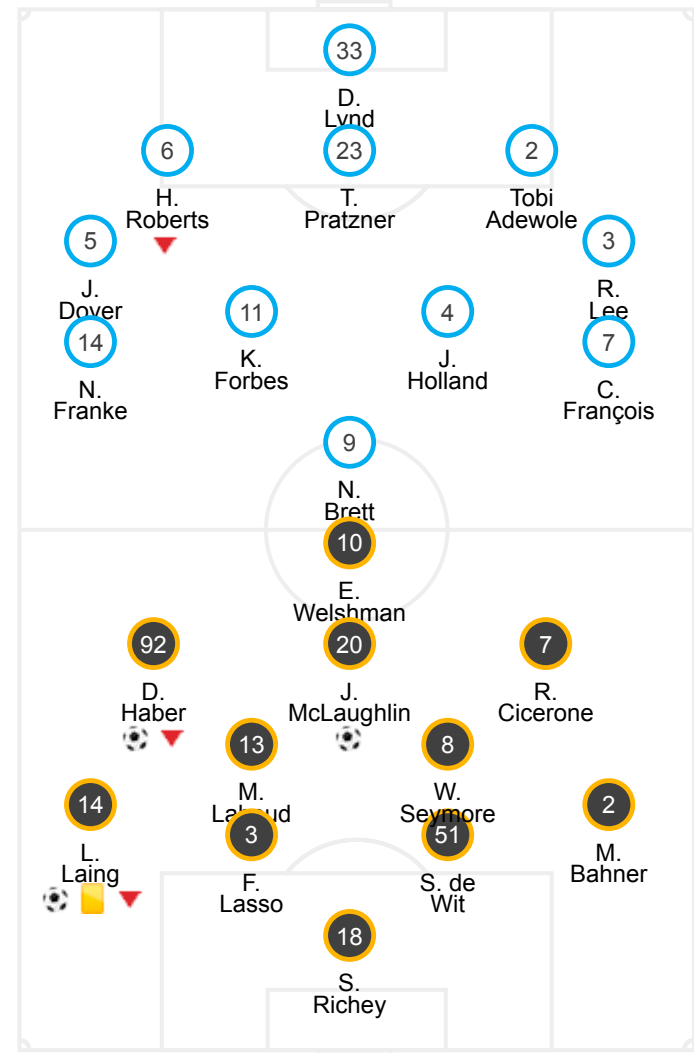 33
D.
Lynd
6
23
2
H.
Roberts
T.
Pratzner
Tobi
Adewole
5
3
J.
Dover
R.
Lee
11
4
14
7
K.
Forbes
J.
Holland
N.
Franke
C.
François
9
N.
Brett
10
E.
Welshman
92
20
7
D.
Haber
J.
McLaughlin
R.
Cicerone
13
8
M.
Lahoud
W.
Seymore
14
2
L.
Laing
M.
Bahner
3
51
F.
Lasso
S. de
Wit
18
S.
Richey